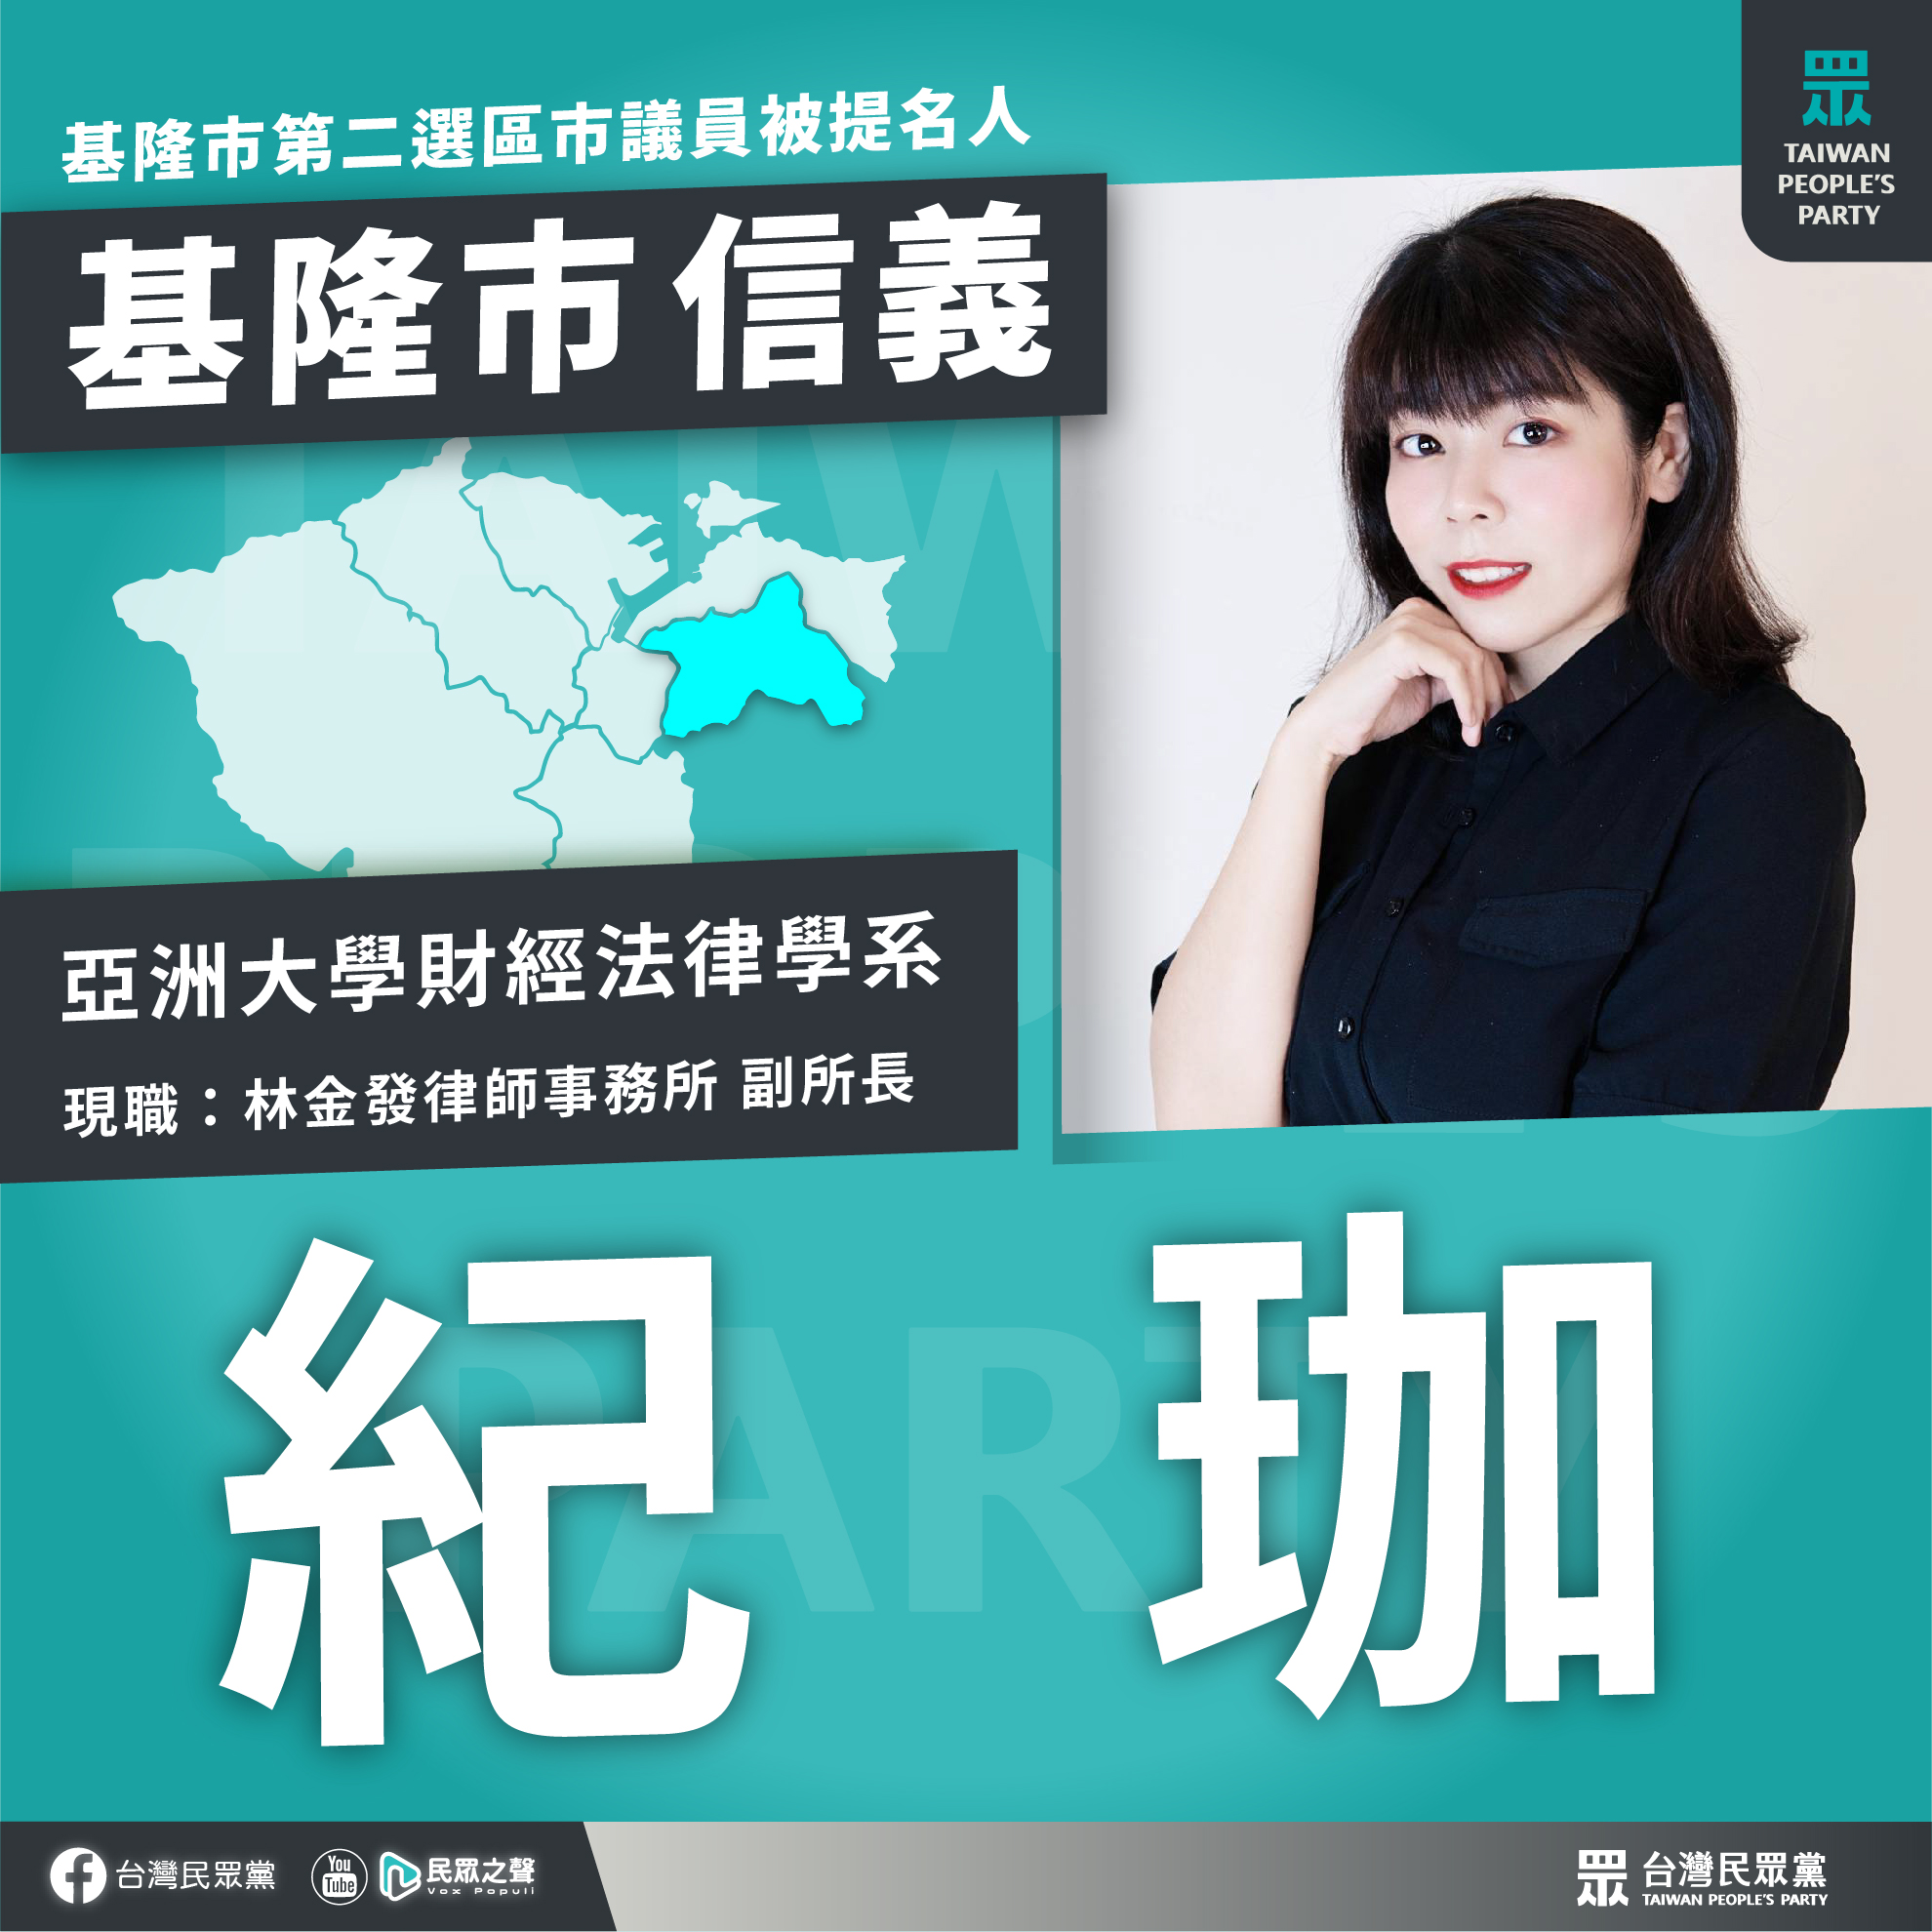 基隆市第二選區市議員被提名人
基隆市 信義
眾
TAIWAN
PEOPLE'S
PARTY
亞洲大學財經法律學系
現職：林金發律師事務所 副所長
紀 珈
台灣民眾黨
You
Tube
民眾之聲
Vox Populi
眾 台灣民眾黨
TAIWAN PEOPLE'S PARTY